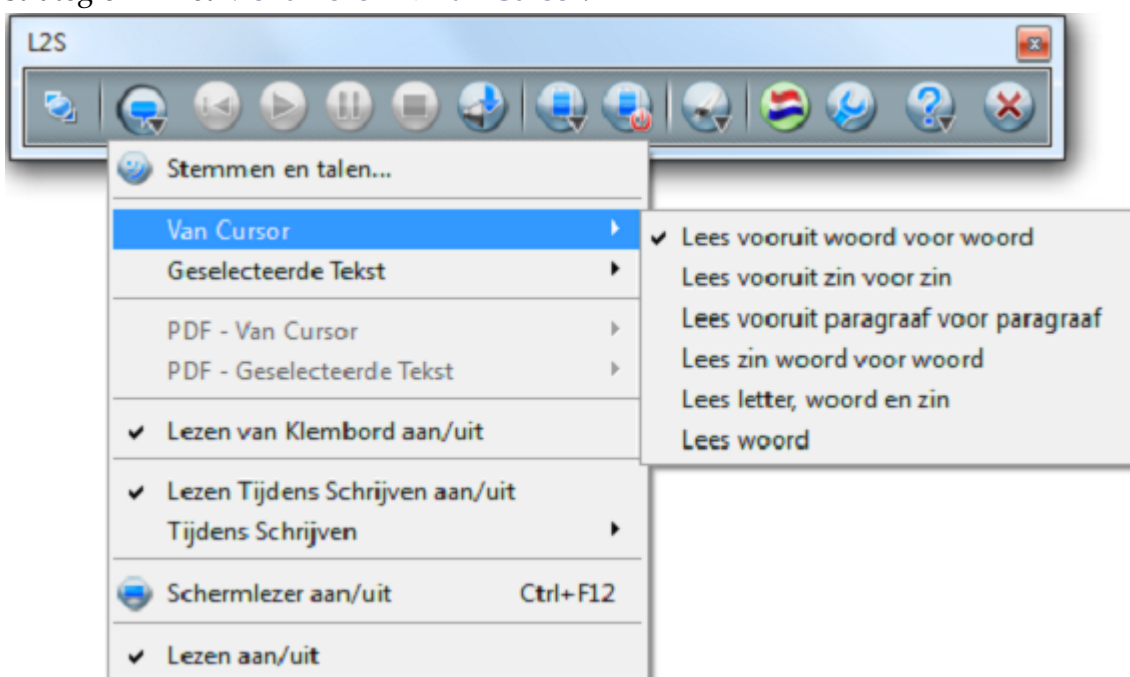 L2S
Stemmen en talen...
Van Cursor
Geselecteerde Tekst
PDF - Van Cursor
PDF - Geselecteerde Tekst
Lezen van Klembord aan/uit
Lezen Tijdens Schrijven aan/uit
Tijdens Schrijven
Schermlezer aan/uit Ctrl+F12
Lezen aan/uit
Lees vooruit woord voor woord
Lees vooruit zin voor zin
Lees vooruit paragraaf voor paragraaf
Lees zin woord voor woord
Lees letter, woord en zin
Lees woord